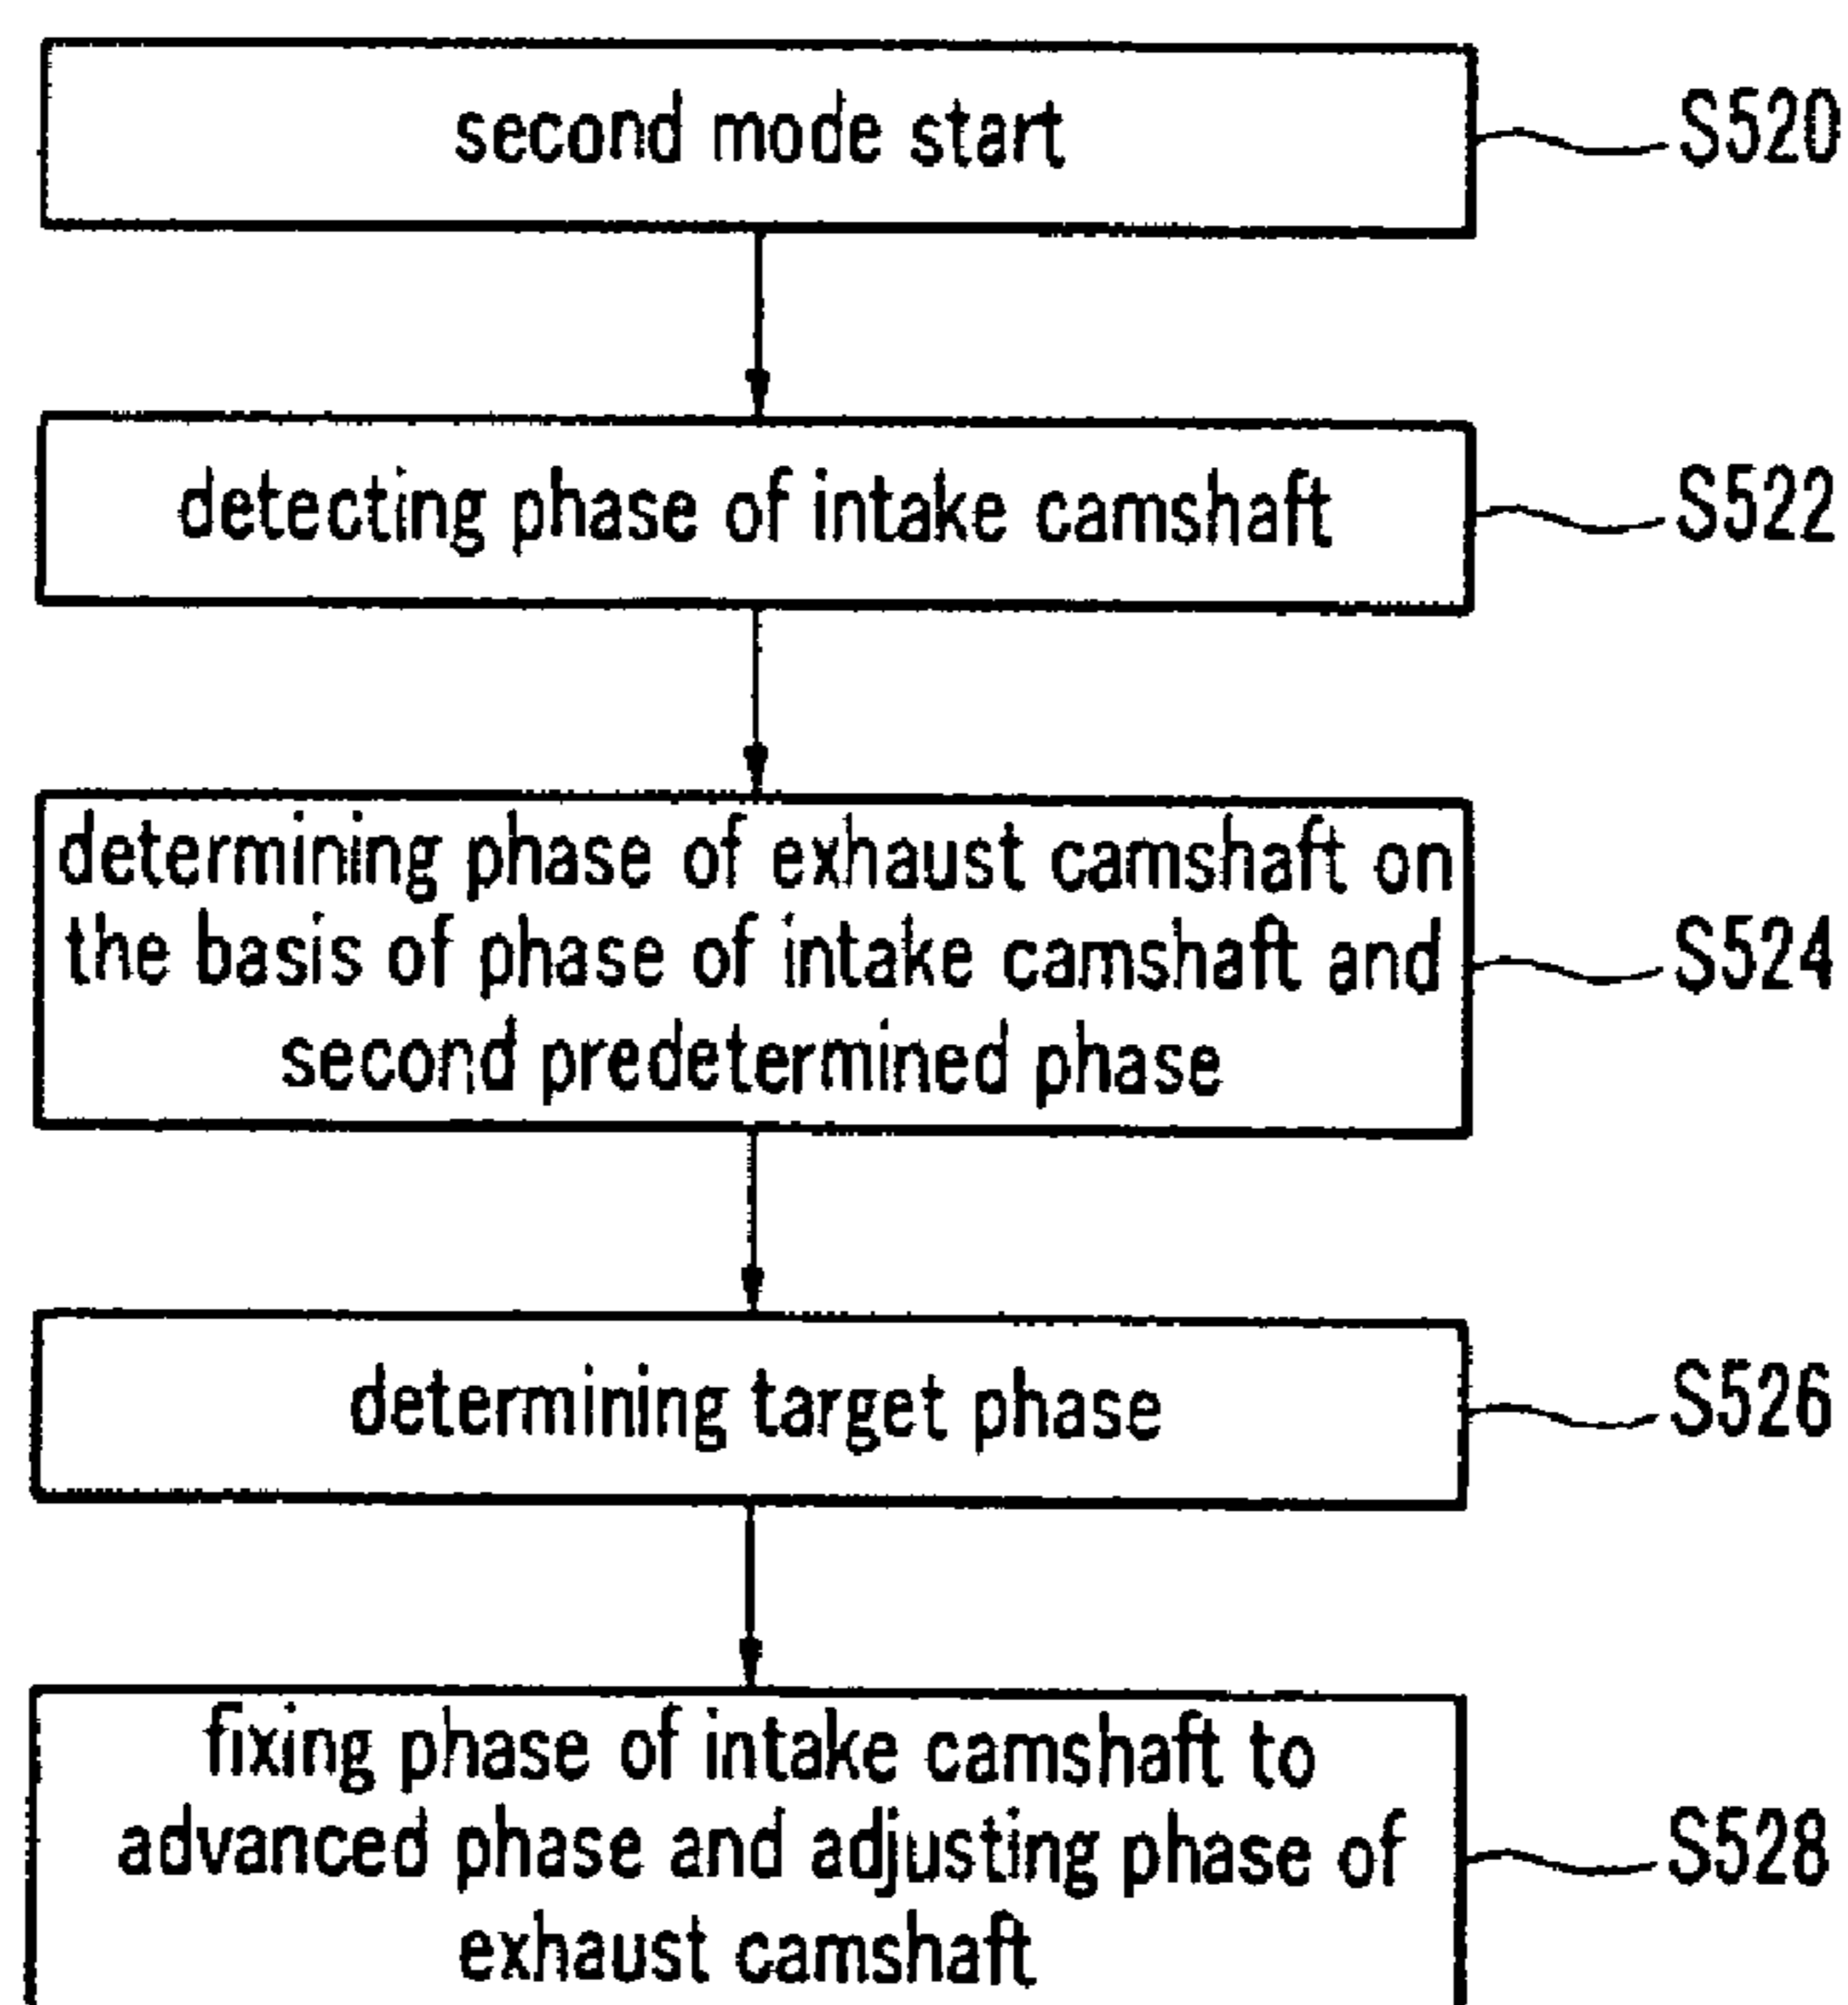 second mode start
S520
detecting phase of intake camshaft
S522
determining phase of exhaust camshaft on
the basis of phase of intake camshaft and
second predetermined phase
S524
determining target phase
S526
fixing phase of intake camshaft to
advanced phase and adjusting phase of
exhaust camshaft
S528